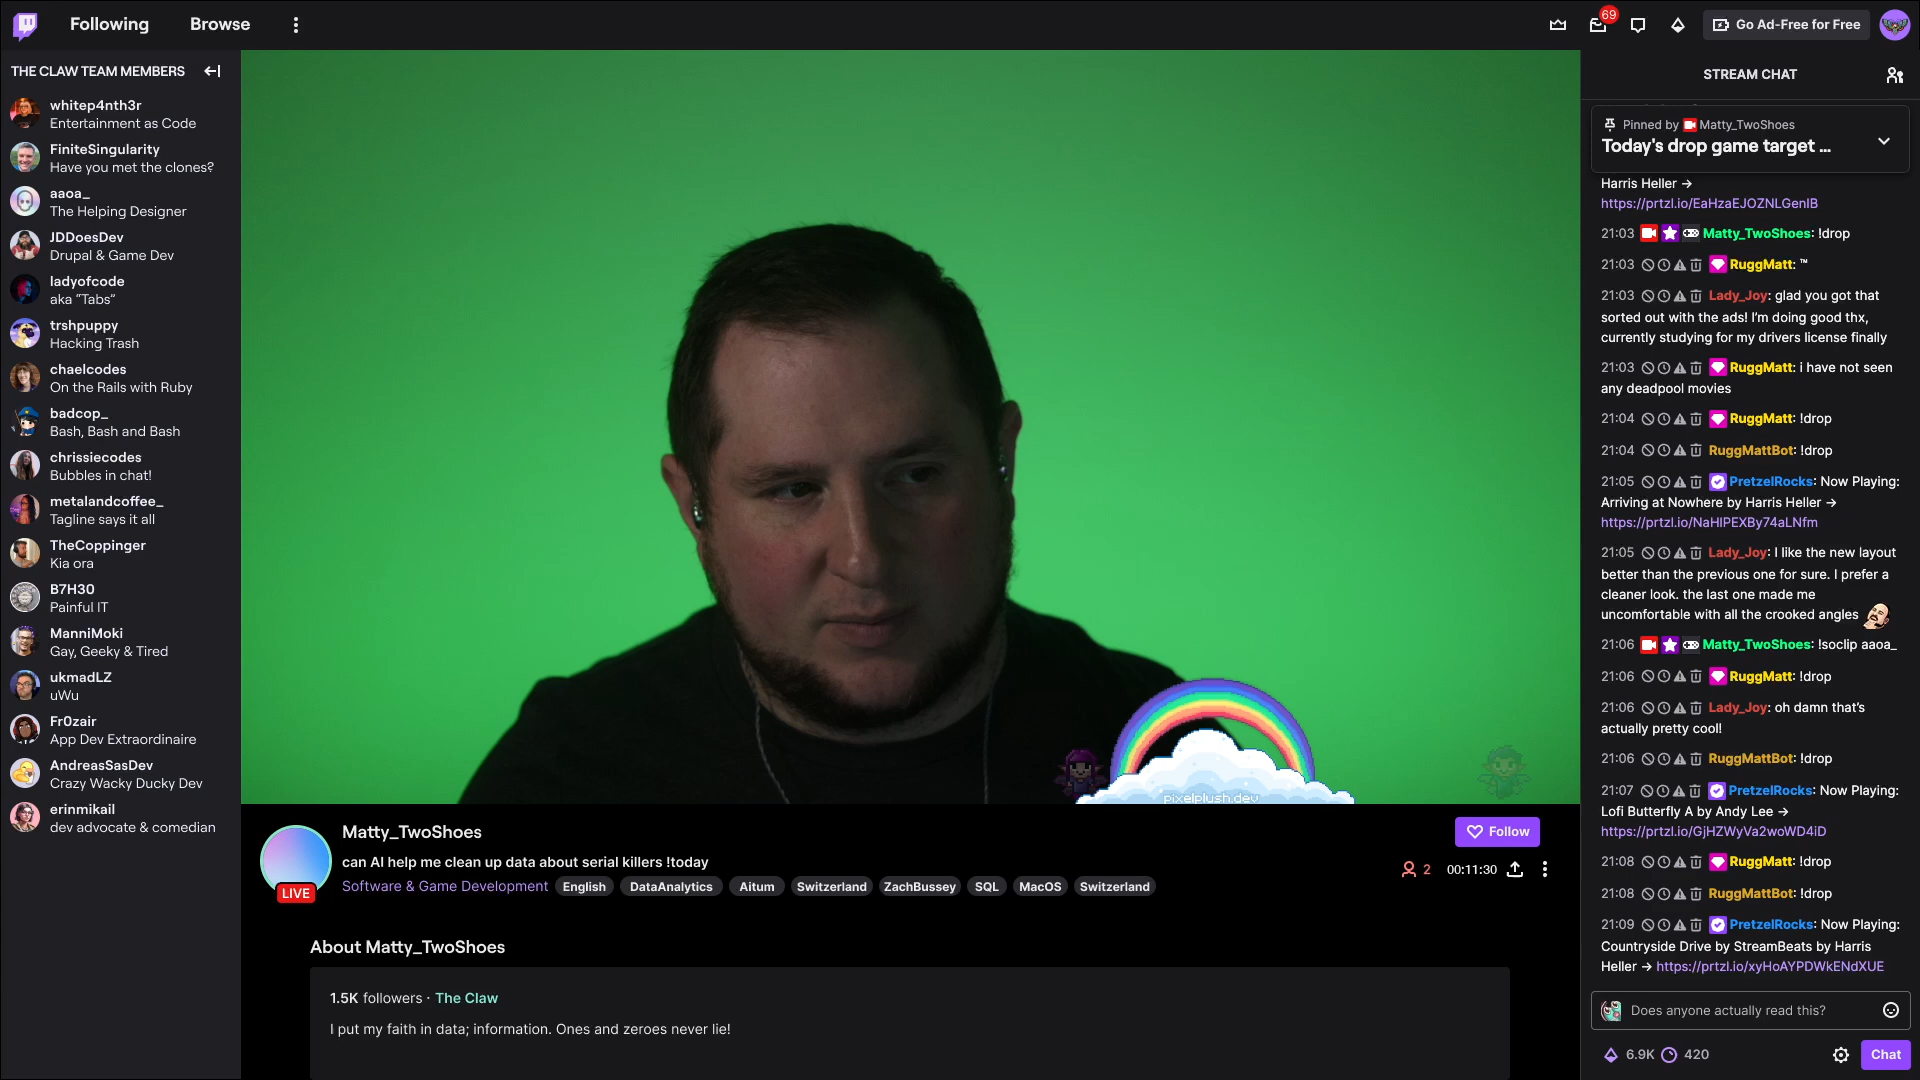 Following
Browse
69
Go Ad-Free for Free
THE CLAW TEAM MEMBERS
whitep4nth3r
Entertainment as Code
FiniteSingularity
Have you met the clones?
aaoa_
The Helping Designer
JDDoesDev
Drupal & Game Dev
ladyofcode
aka “Tabs”
trshpuppy
Hacking Trash
chaelcodes
On the Rails with Ruby
badcop_
Bash, Bash and Bash
chrissiecodes
Bubbles in chat!
metalandcoffee_
Tagline says it all
TheCoppinger
Kia ora
B7H30
Painful IT
ManniMoki
Gay, Geeky & Tired
ukmadLZ
uWu
Fr0zair
App Dev Extraordinaire
AndreasSasDev
Crazy Wacky Ducky Dev
erinmikail
dev advocate & comedian
pixelplush.dev
LIVE
Matty_TwoShoes
can AI help me clean up data about serial killers !today
Software & Game Development English DataAnalytics Aitum Switzerland ZachBussey SQL MacOS Switzerland
Follow
2 00:11:30
About Matty_TwoShoes
1.5K followers · The Claw
I put my faith in data; information. Ones and zeroes never lie!
STREAM CHAT
Pinned by Matty_TwoShoes
Today's drop game target ...
Harris Heller →
https://prtzl.io/EaHzaEJOZNLGenlB
21:03 Matty_TwoShoes: !drop
21:03 RuggMatt: ™
21:03 Lady_Joy: glad you got that
sorted out with the ads! I’m doing good thx,
currently studying for my drivers license finally
21:03 RuggMatt: i have not seen
any deadpool movies
21:04 RuggMatt: !drop
21:04 RuggMattBot: !drop
21:05 PretzelRocks: Now Playing:
Arriving at Nowhere by Harris Heller →
https://prtzl.io/NaHlPEXBy74aLNfm
21:05 Lady_Joy: I like the new layout
better than the previous one for sure. I prefer a
cleaner look. the last one made me
uncomfortable with all the crooked angles
21:06 Matty_TwoShoes: !soclip aaoa_
21:06 RuggMatt: !drop
21:06 Lady_Joy: oh damn that’s
actually pretty cool!
21:06 RuggMattBot: !drop
21:07 PretzelRocks: Now Playing:
Lofi Butterfly A by Andy Lee →
https://prtzl.io/GjHZWyVa2woWD4iD
21:08 RuggMatt: !drop
21:08 RuggMattBot: !drop
21:09 PretzelRocks: Now Playing:
Countryside Drive by StreamBeats by Harris
Heller → https://prtzl.io/xyHoAYPDWkENdXUE
Does anyone actually read this?
6.9K 420
Chat